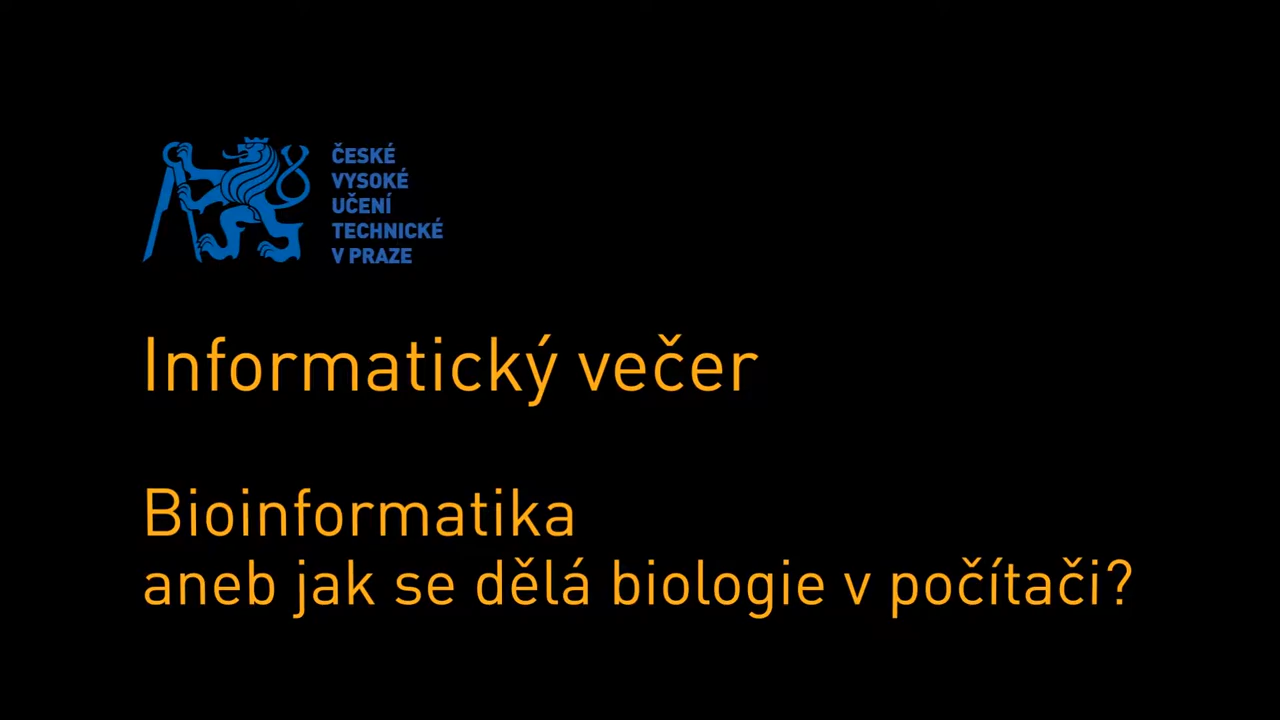 ČESKÉ
VYSOKÉ
UČENÍ
TECHNICKÉ
V PRAZE
Informatický večer
Bioinformatika
aneb jak se dělá biologie v počítači?